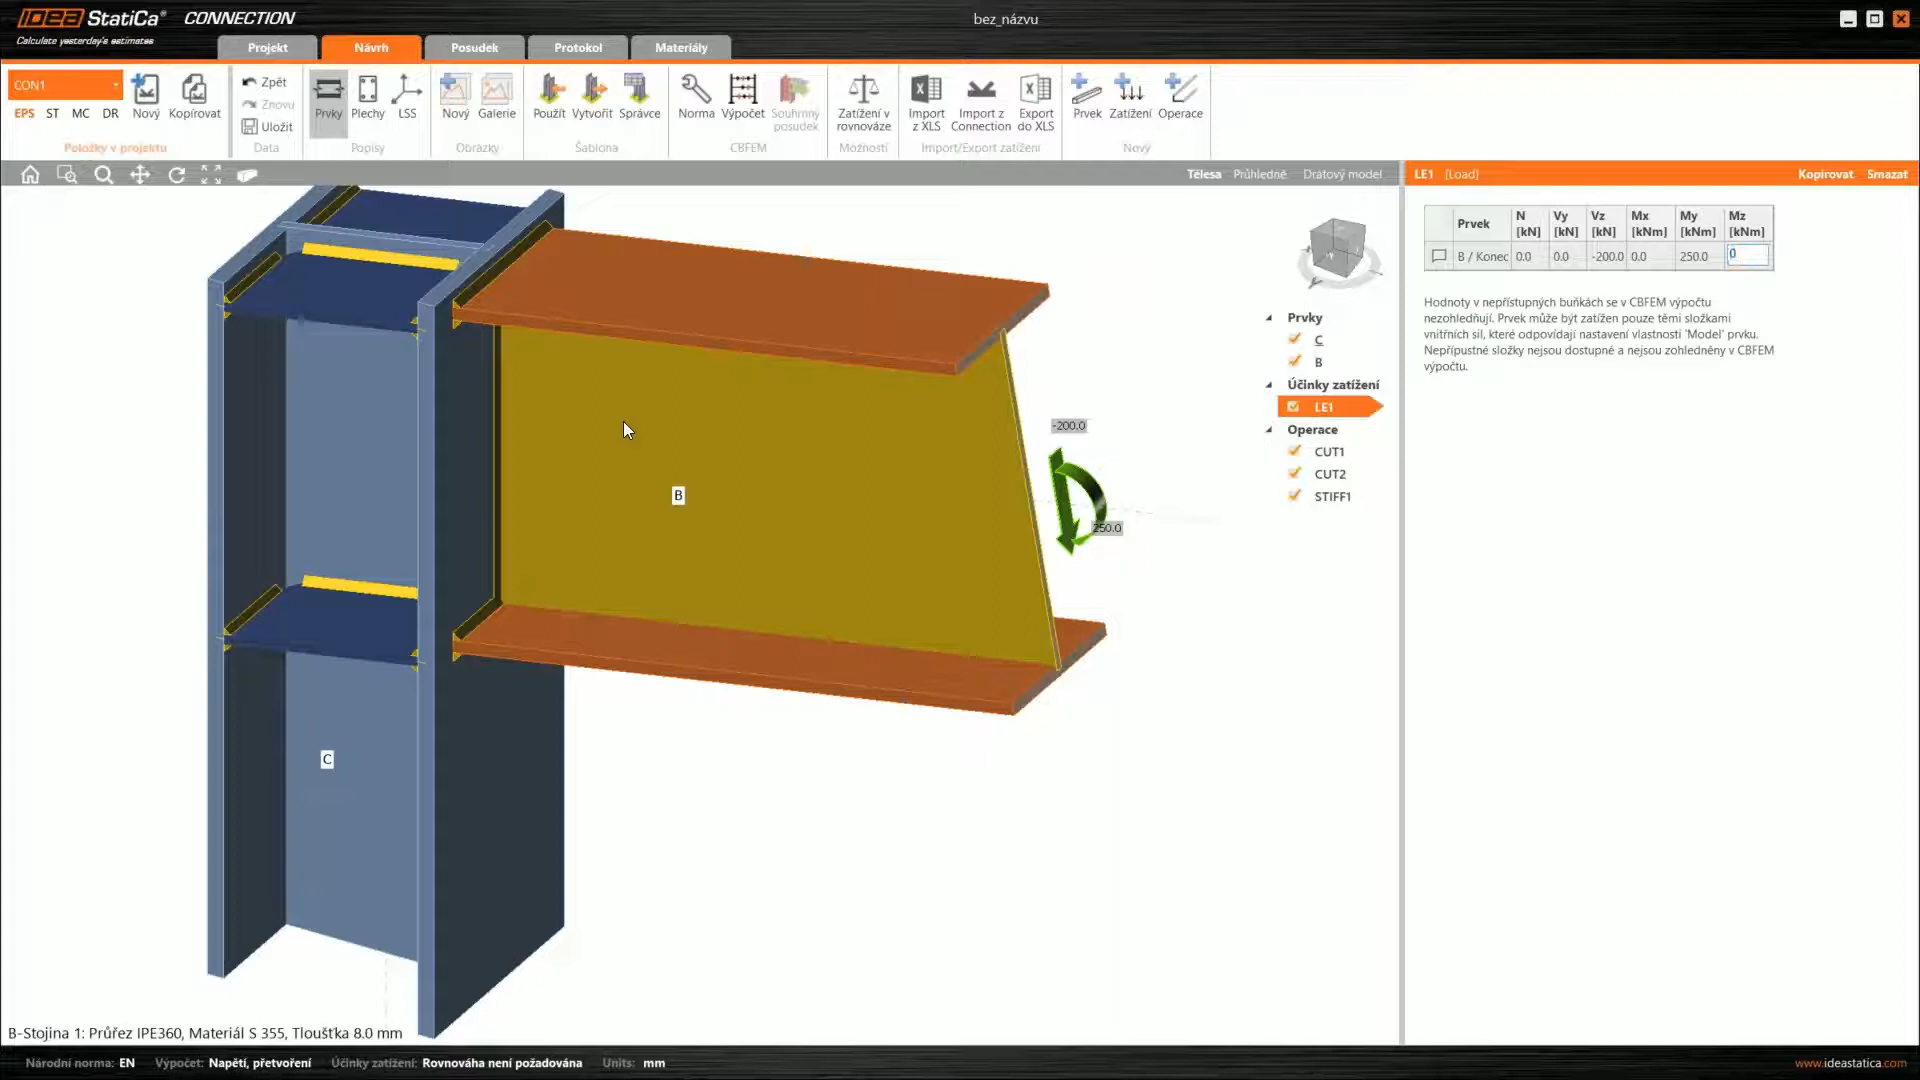 IDEA StatiCa® CONNECTION
Calculate yesterday's estimates
bez_názvu
Projekt
Návrh
Posudek
Protokol
Materiály
CON1
EPS ST MC DR
Nový
Kopírovat
Položky v projektu
Zpět
Znovu
Uložit
Data
Prvky
Plechy
LSS
Popisy
Nový
Galerie
Obrázky
Použít
Vytvořit
Správce
Šablona
Norma
Výpočet
Souhrnný
posudek
CBFEM
Zatížení v
rovnováze
Možnosti
Import
z XLS
Import z
Connection
Export
do XLS
Import/Export zatížení
Prvek
Zatížení
Operace
Nový
Tělesa Průhledné Drátový model
LE1 [Load]
Kopírovat Smazat
Prvek N [kN] Vy [kN] Vz [kN] Mx [kNm] My [kNm] Mz [kNm]
B / Konec 0.0 0.0 -200.0 0.0 250.0 0
Hodnoty v nepřístupných buňkách se v CBFEM výpočtu
nezohledňují. Prvek může být zatížen pouze těmi složkami
vnitřních sil, které odpovídají nastavení vlastností 'Model' prvku.
Nepřípustné složky nejsou dostupné a nejsou zohledněny v CBFEM
výpočtu.
Prvky
C
B
Účinky zatížení
LE1
Operace
CUT1
CUT2
STIFF1
-200.0
250.0
B
C
B-Stojina 1: Průřez IPE360, Materiál S 355, Tloušťka 8.0 mm
Národní norma: EN Výpočet: Napětí, přetvoření Účinky zatížení: Rovnováha není požadována Units: mm
www.ideastatica.com